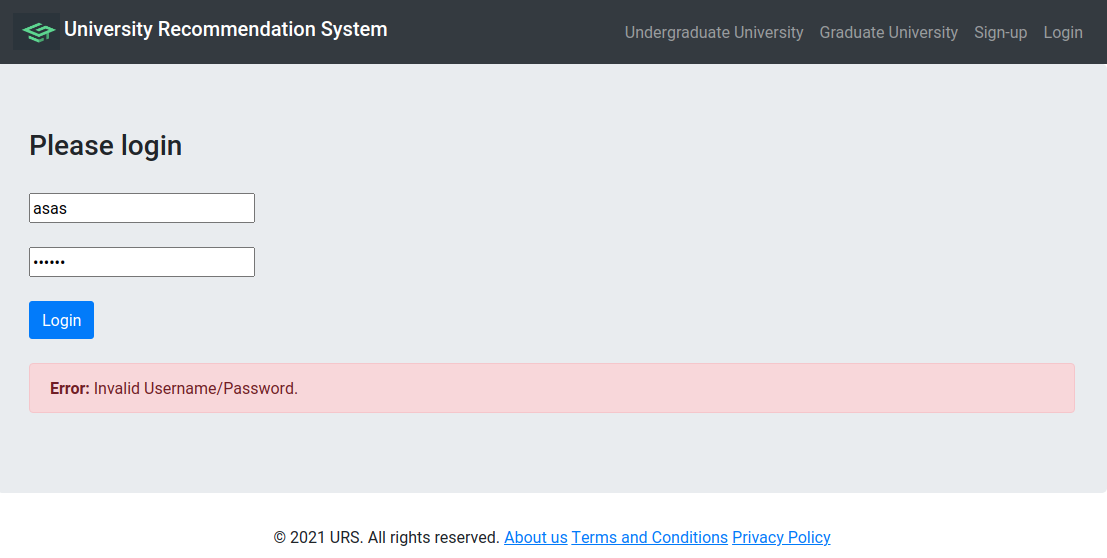 University Recommendation System
Undergraduate University Graduate University Sign-up Login
Please login
asas
••••••
Login
Error: Invalid Username/Password.
© 2021 URS. All rights reserved. About us Terms and Conditions Privacy Policy